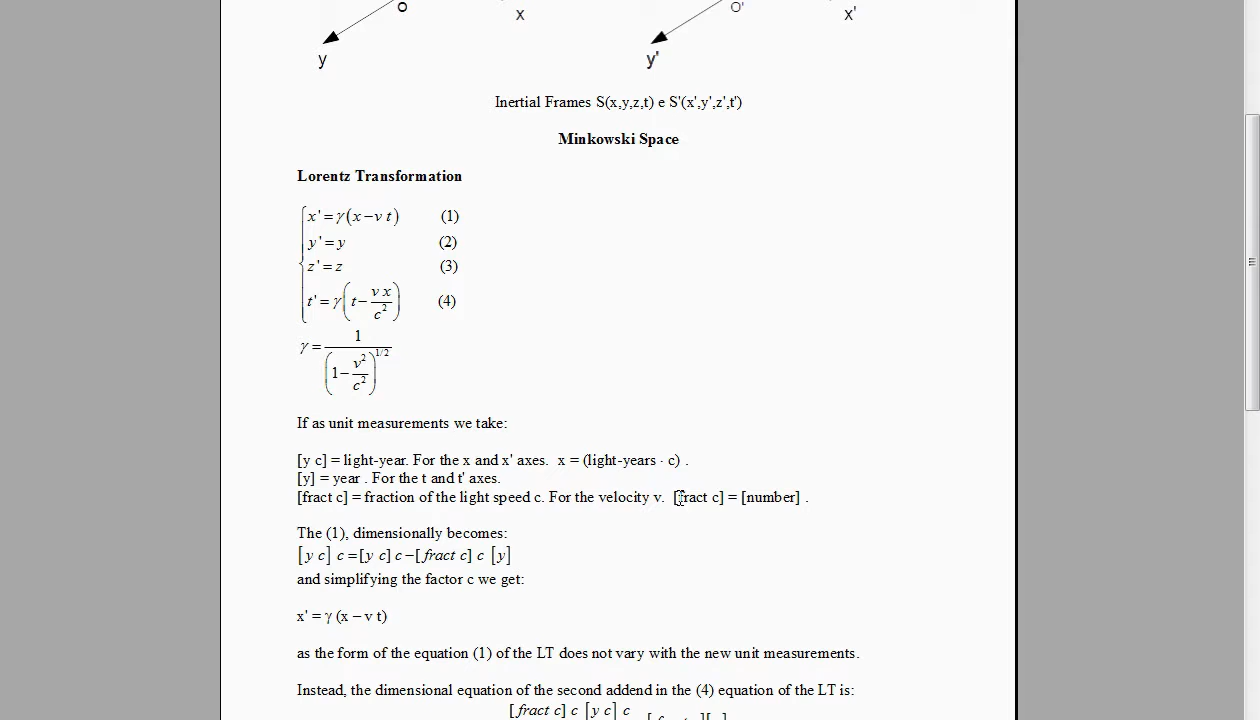 O O'
x x'
y y'
Inertial Frames S(x,y,z,t) e S'(x',y',z',t')
Minkowski Space
Lorentz Transformation
x'=γ(x−v t) (1)
y'=y (2)
z'=z (3)
t'=γ(t−v x/c²) (4)
γ=1/(1−v²/c²)^1/2
If as unit measurements we take:
[y c] = light-year. For the x and x' axes. x = (light-years · c) .
[y] = year . For the t and t' axes.
[fract c] = fraction of the light speed c. For the velocity v. [fract c] = [number] .
The (1), dimensionally becomes:
[y c] c=[y c] c−[fract c] c [y]
and simplifying the factor c we get:
x' = γ (x − v t)
as the form of the equation (1) of the LT does not vary with the new unit measurements.
Instead, the dimensional equation of the second addend in the (4) equation of the LT is:
[fract c] c [y c] c